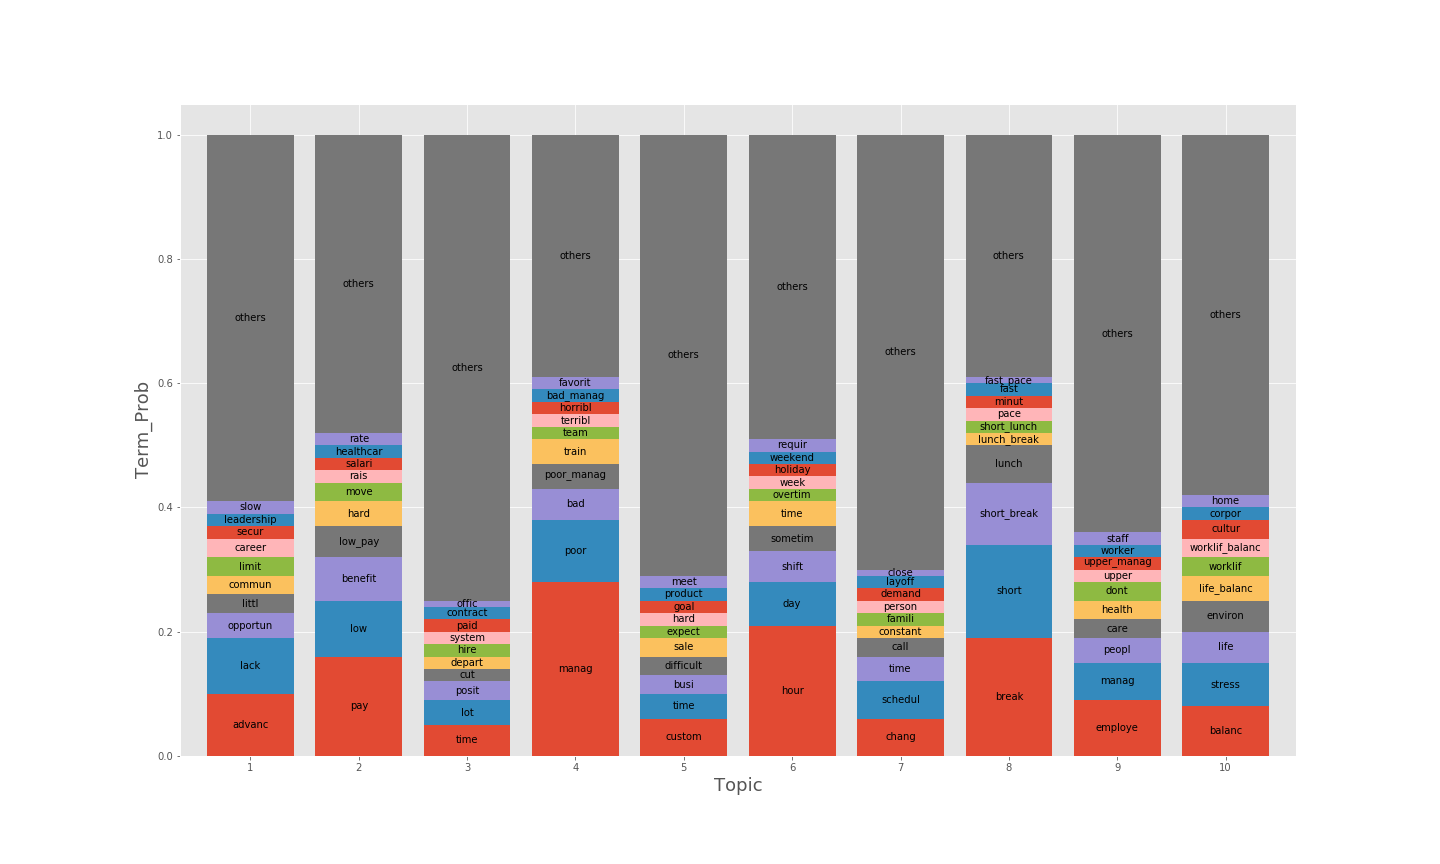 1.0
0.8
0.6
0.4
0.2
0.0
Term_Prob
others
slow
leadership
secur
career
limit
commun
littl
opportun
lack
advanc
others
rate
healthcar
salari
rais
move
hard
low_pay
benefit
low
pay
others
offic
contract
paid
system
hire
depart
cut
posit
lot
time
others
favorit
bad_manag
horribl
terribl
team
train
poor_manag
bad
poor
manag
others
meet
product
goal
hard
expect
sale
difficult
busi
time
custom
others
requir
weekend
holiday
week
overtim
time
sometim
shift
day
hour
others
close
layoff
demand
person
famili
constant
call
time
schedul
chang
others
fast_pace
fast
minut
pace
short_lunch
lunch_break
lunch
short_break
short
break
others
staff
worker
upper_manag
upper
dont
health
care
peopl
manag
employe
others
home
corpor
cultur
worklif_balanc
worklif
life_balanc
environ
life
stress
balanc
1 2 3 4 5 6 7 8 9 10
Topic